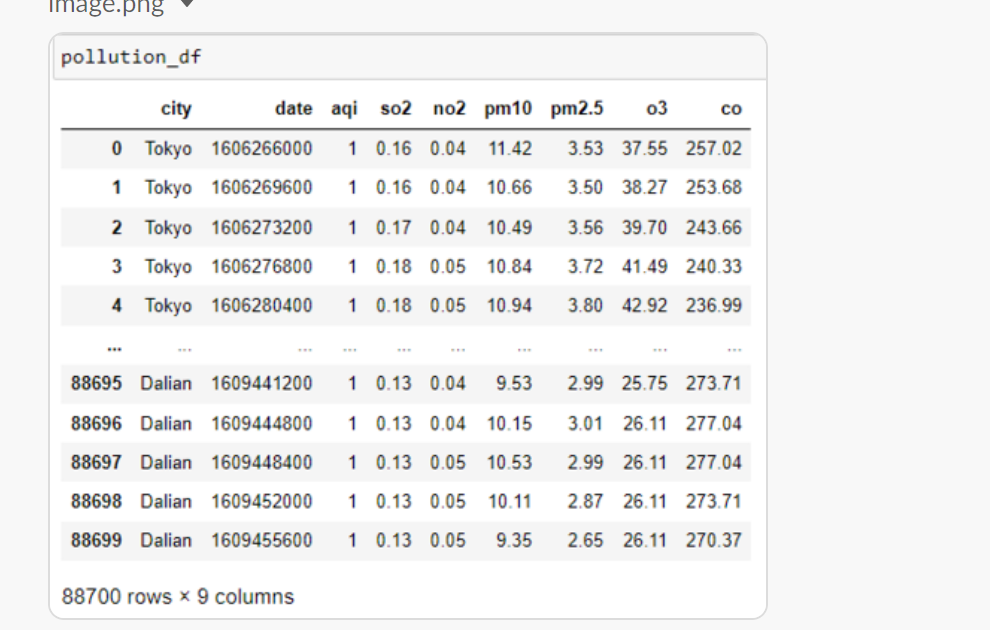 image.png
pollution_df
city date aqi so2 no2 pm10 pm2.5 o3 co
0 Tokyo 1606266000 1 0.16 0.04 11.42 3.53 37.55 257.02
1 Tokyo 1606269600 1 0.16 0.04 10.66 3.50 38.27 253.68
2 Tokyo 1606273200 1 0.17 0.04 10.49 3.56 39.70 243.66
3 Tokyo 1606276800 1 0.18 0.05 10.84 3.72 41.49 240.33
4 Tokyo 1606280400 1 0.18 0.05 10.94 3.80 42.92 236.99
... ... ... ... ... ... ... ... ... ...
88695 Dalian 1609441200 1 0.13 0.04 9.53 2.99 25.75 273.71
88696 Dalian 1609444800 1 0.13 0.04 10.15 3.01 26.11 277.04
88697 Dalian 1609448400 1 0.13 0.05 10.53 2.99 26.11 277.04
88698 Dalian 1609452000 1 0.13 0.05 10.11 2.87 26.11 273.71
88699 Dalian 1609455600 1 0.13 0.05 9.35 2.65 26.11 270.37
88700 rows × 9 columns